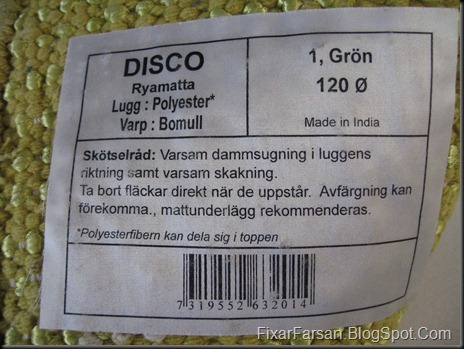 DISCO
Ryamatta
Lugg : Polyester*
Varp : Bomull
1, Grön
120 Ø
Made in India
Skötselråd: Varsam dammsugning i luggens
riktning samt varsam skakning.
Ta bort fläckar direkt när de uppstår. Avfärgning kan
förekomma., mattunderlägg rekommenderas.
*Polyesterfibern kan dela sig i toppen
7 319552 632014
FixarFarsan.BlogSpot.Com